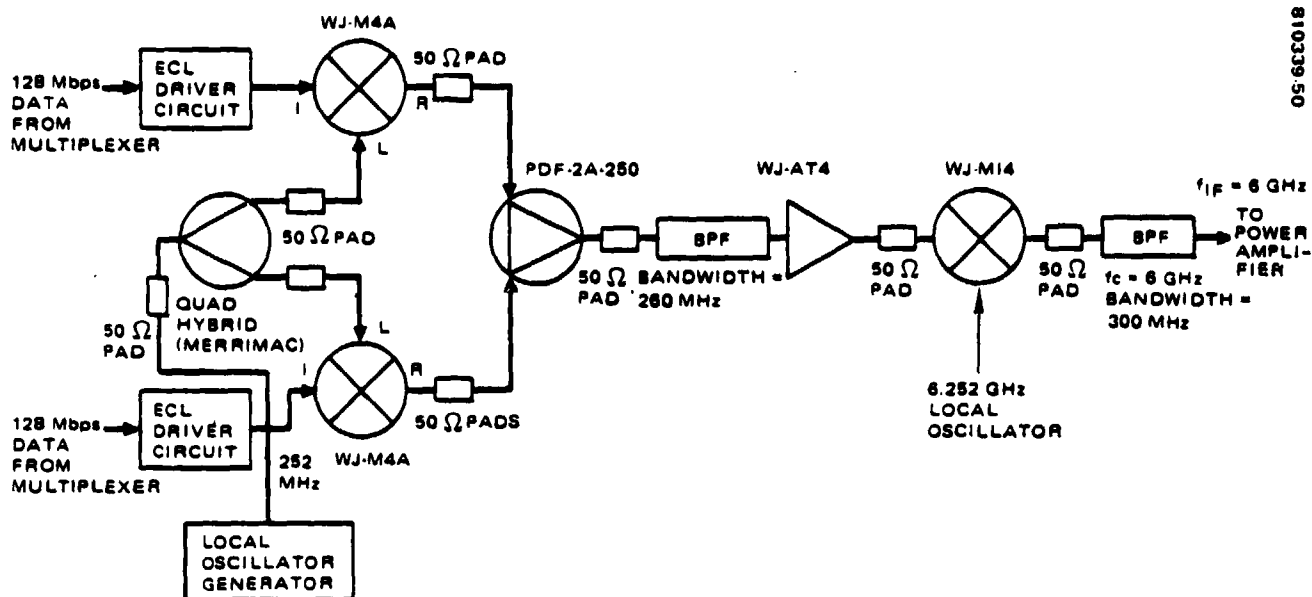 810339-50
WJ-M4A
50 Ω PAD
128 Mbps
DATA
FROM
MULTIPLEXER
ECL
DRIVER
CIRCUIT
I
R
L
50 Ω PAD
QUAD
HYBRID
(MERRIMAC)
50 Ω
PAD
L
I
R
50 Ω PADS
WJ-M4A
128 Mbps
DATA
FROM
MULTIPLEXER
ECL
DRIVER
CIRCUIT
252
MHz
LOCAL
OSCILLATOR
GENERATOR
PDF-2A-250
50 Ω
PAD
BPF
BANDWIDTH =
260 MHz
WJ-AT4
50 Ω
PAD
WJ-M14
6.252 GHz
LOCAL
OSCILLATOR
50 Ω
PAD
BPF
fc = 6 GHz
BANDWIDTH =
300 MHz
fIF = 6 GHz
TO
POWER
AMPLI-
FIER